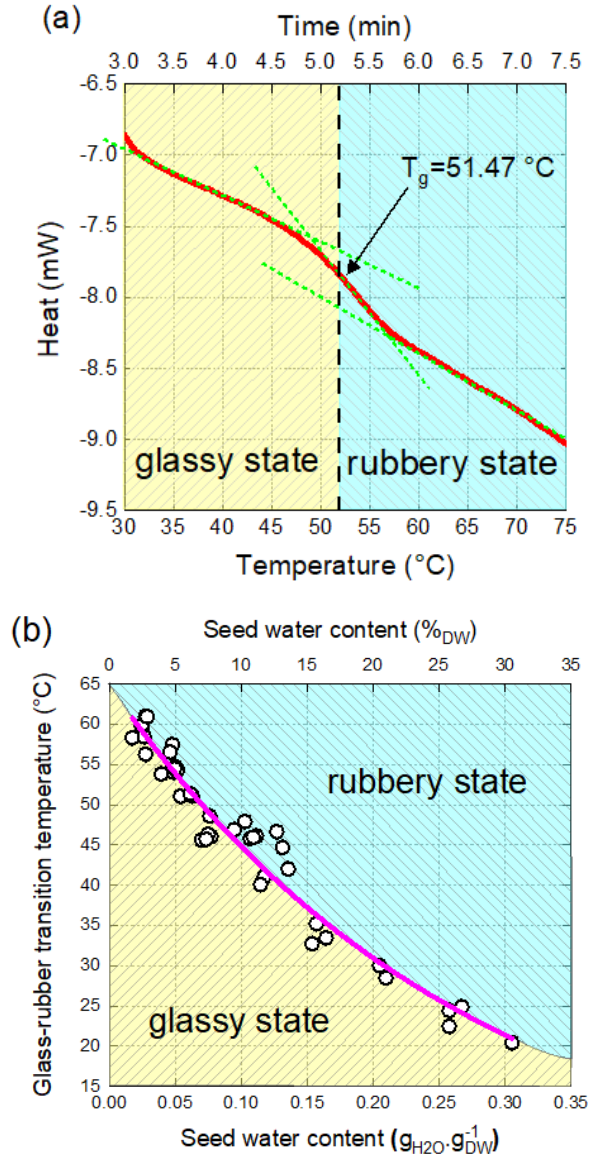 (a)
Time (min)
3.0 3.5 4.0 4.5 5.0 5.5 6.0 6.5 7.0 7.5
-6.5
-7.0
-7.5
-8.0
-8.5
-9.0
-9.5
Heat (mW)
T_g=51.47 °C
glassy state
rubbery state
30 35 40 45 50 55 60 65 70 75
Temperature (°C)
(b)
Seed water content (%_DW)
0 5 10 15 20 25 30 35
65
60
55
50
45
40
35
30
25
20
15
Glass-rubber transition temperature (°C)
rubbery state
glassy state
0.00 0.05 0.10 0.15 0.20 0.25 0.30 0.35
Seed water content (g_H2O.g_DW^-1)